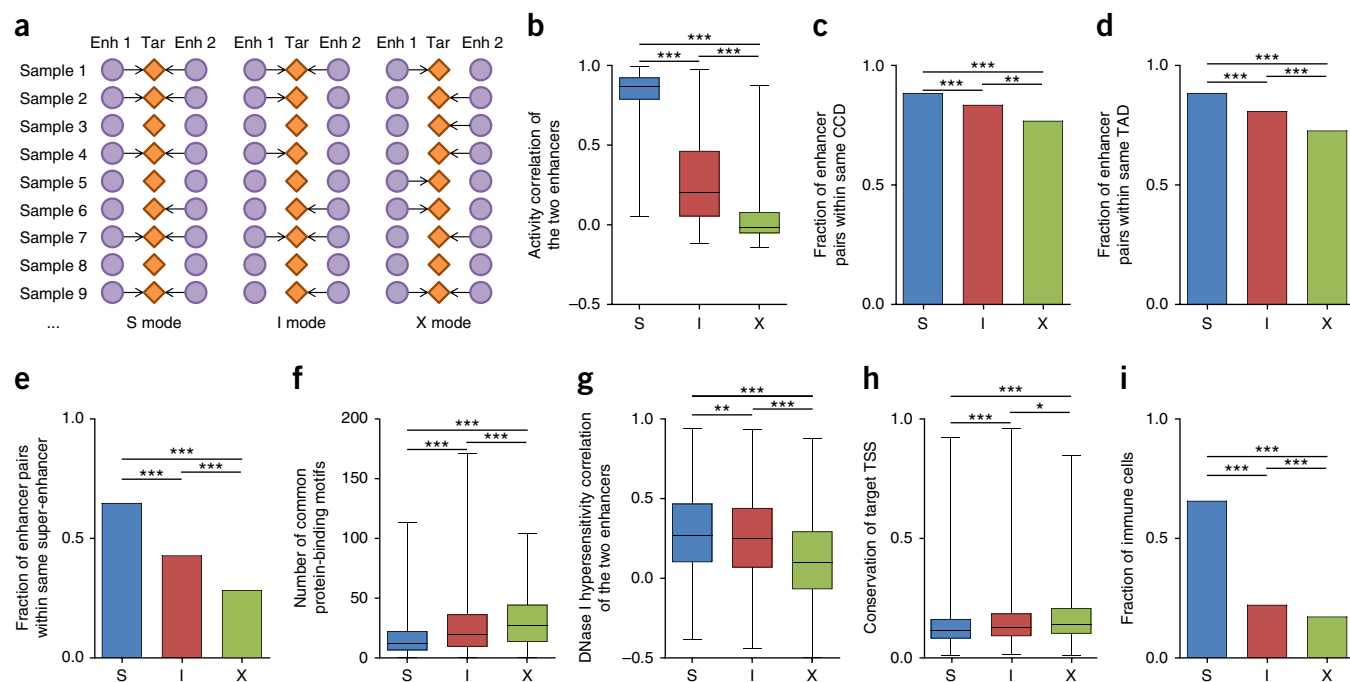 a
Enh 1 Tar Enh 2 Enh 1 Tar Enh 2 Enh 1 Tar Enh 2
Sample 1
Sample 2
Sample 3
Sample 4
Sample 5
Sample 6
Sample 7
Sample 8
Sample 9
... S mode I mode X mode
b
Activity correlation of
the two enhancers
1.0
0.5
0.0
–0.5
***
*** ***
S I X
c
Fraction of enhancer
pairs within same CCD
1.0
0.5
0.0
***
*** **
S I X
d
Fraction of enhancer
pairs within same TAD
1.0
0.5
0.0
***
*** ***
S I X
e
Fraction of enhancer pairs
within same super-enhancer
1.0
0.5
0.0
***
*** ***
S I X
f
Number of common
protein-binding motifs
200
150
100
50
0
***
*** ***
S I X
g
DNase I hypersensitivity correlation
of the two enhancers
1.0
0.5
0.0
–0.5
***
** ***
S I X
h
Conservation of target TSS
1.0
0.5
0.0
***
*** *
S I X
i
Fraction of immune cells
1.0
0.5
0.0
***
*** ***
S I X